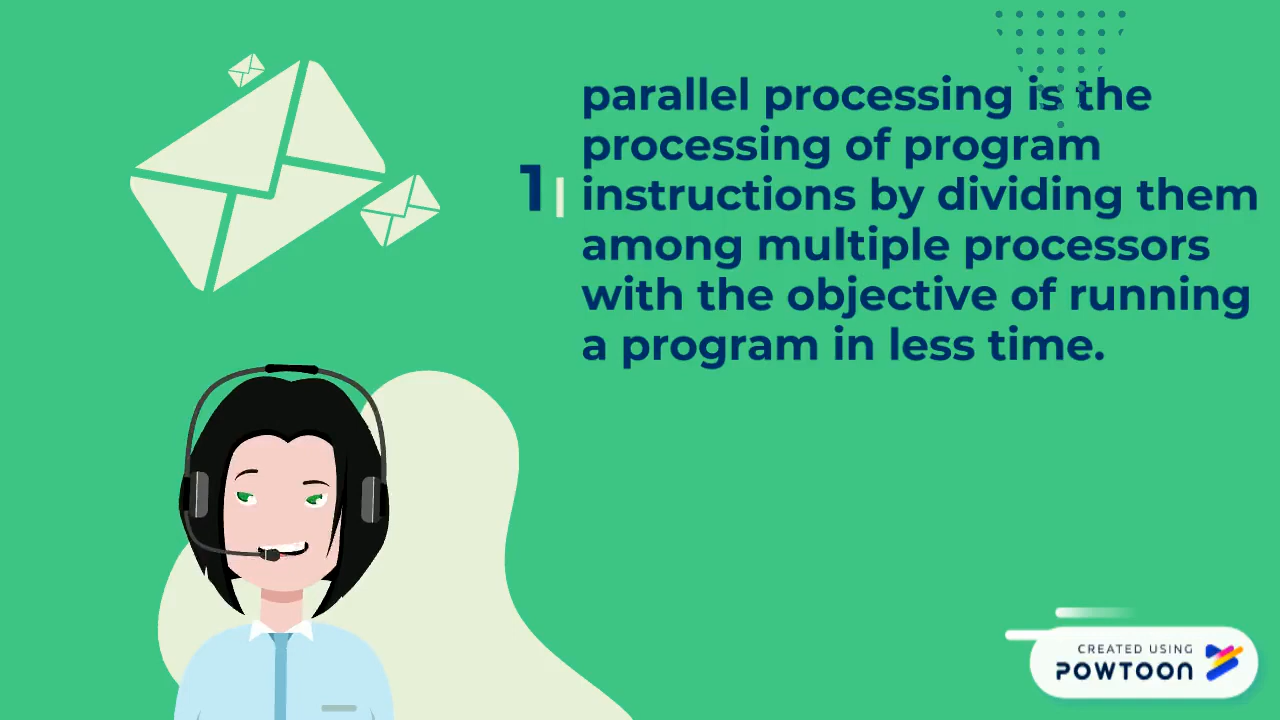 parallel processing is the
processing of program
1 instructions by dividing them
among multiple processors
with the objective of running
a program in less time.
CREATED USING
POWTOON